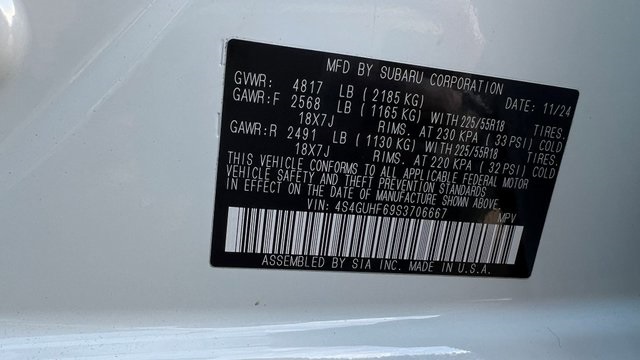 MFD BY SUBARU CORPORATION
GVWR: 4817 LB (2185 KG) DATE: 11/24
GAWR:F 2568 LB (1165 KG) WITH 225/55R18 TIRES,
18X7J RIMS, AT 230 KPA (33 PSI) COLD
GAWR:R 2491 LB (1130 KG) WITH 225/55R18 TIRES,
18X7J RIMS, AT 220 KPA (32 PSI) COLD
THIS VEHICLE CONFORMS TO ALL APPLICABLE FEDERAL MOTOR
VEHICLE SAFETY AND THEFT PREVENTION STANDARDS
IN EFFECT ON THE DATE OF MANUFACTURE SHOWN ABOVE.
VIN: 4S4GUHF69S3706667 MPV
ASSEMBLED BY SIA INC. MADE IN U.S.A.